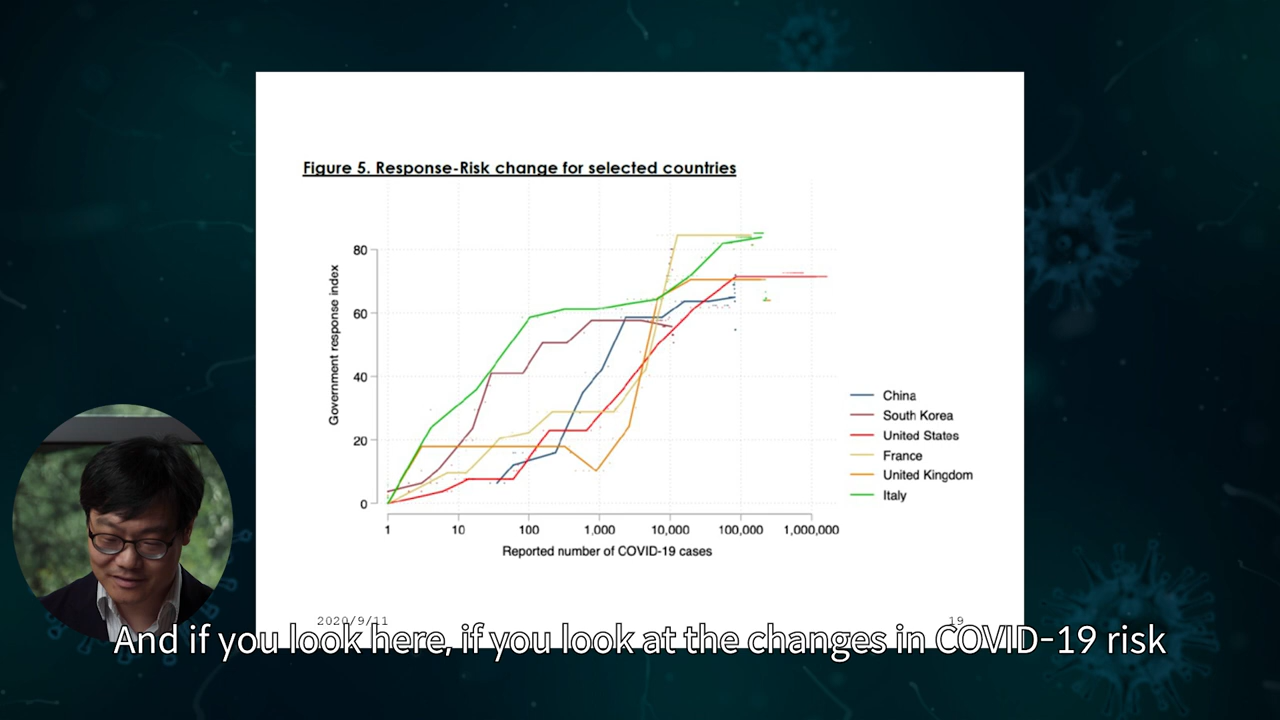 Figure 5. Response-Risk change for selected countries
Government response index
80
60
40
20
0
1
10
100
1,000
10,000
100,000
1,000,000
Reported number of COVID-19 cases
China
South Korea
United States
France
United Kingdom
Italy
2020/9/11
19
And if you look here, if you look at the changes in COVID-19 risk